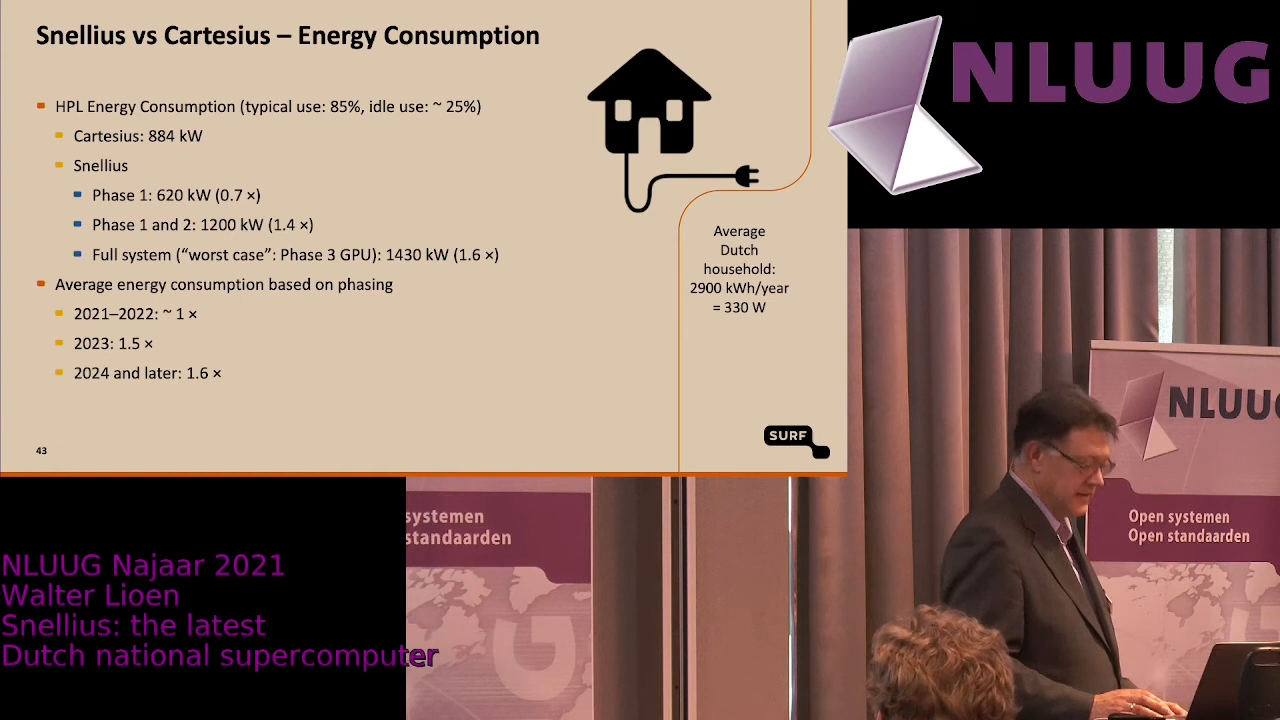 Snellius vs Cartesius – Energy Consumption
HPL Energy Consumption (typical use: 85%, idle use: ~ 25%)
Cartesius: 884 kW
Snellius
Phase 1: 620 kW (0.7 ×)
Phase 1 and 2: 1200 kW (1.4 ×)
Full system (“worst case”: Phase 3 GPU): 1430 kW (1.6 ×)
Average energy consumption based on phasing
2021–2022: ~ 1 ×
2023: 1.5 ×
2024 and later: 1.6 ×
Average
Dutch
household:
2900 kWh/year
= 330 W
43
SURF
NLUUG
NLUUG
Open systemen
Open standaarden
systemen
standaarden
NLUUG Najaar 2021
Walter Lioen
Snellius: the latest
Dutch national supercomputer